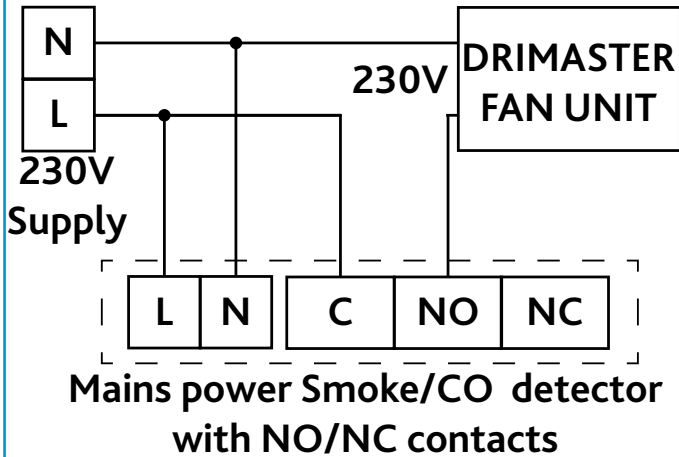 N
L
230V
Supply
230V
DRIMASTER
FAN UNIT
L N C NO NC
Mains power Smoke/CO detector
with NO/NC contacts